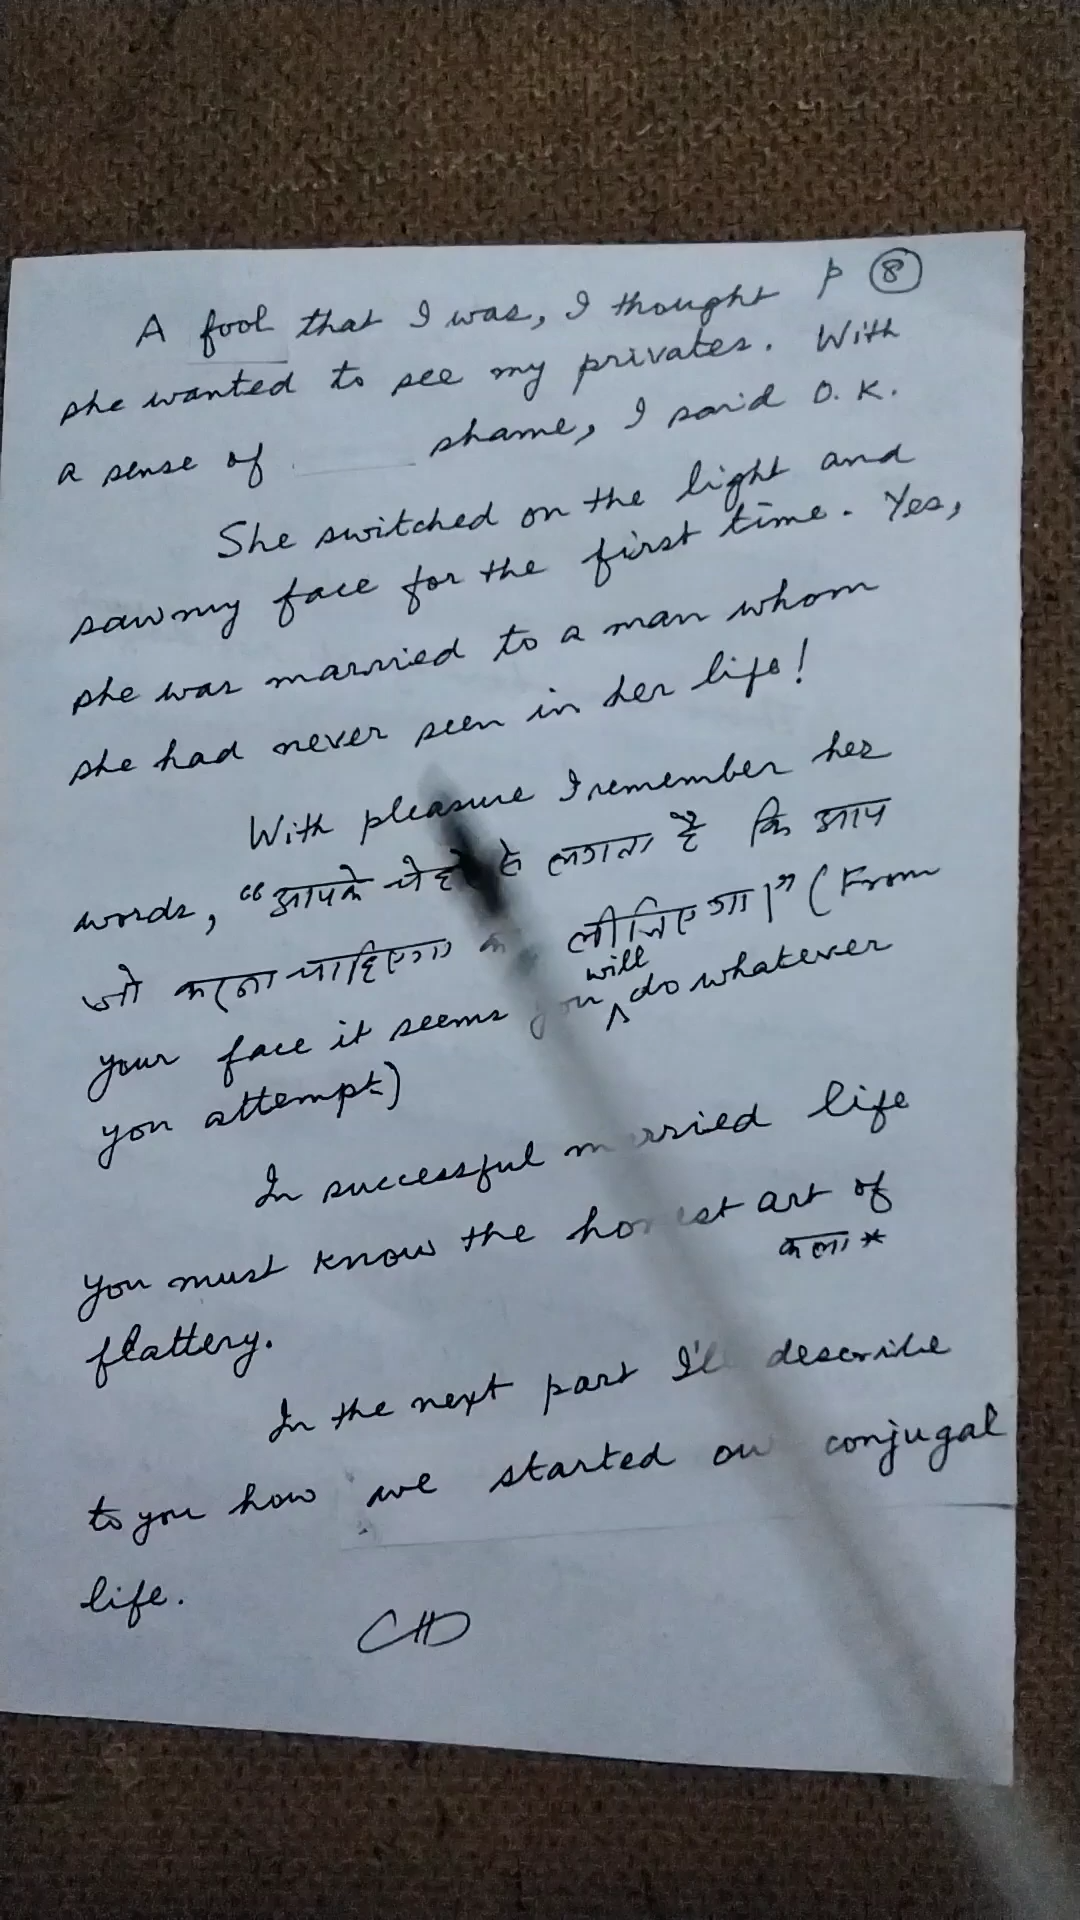 p 8
A fool that I was, I thought
she wanted to see my privates. With
a sense of shame, I said O.K.
She switched on the light and
saw my face for the first time. Yes,
she was married to a man whom
she had never seen in her life!
With pleasure I remember her
words, “आपके से लगता है कि आप
जो करना चाहिएगा लीजिएगा।” (From
your face it seems you will do whatever
you attempt)
In successful married life
you must know the honest art of
कला*
flattery.
In the next part I'll describe
to you how we started our conjugal
life.